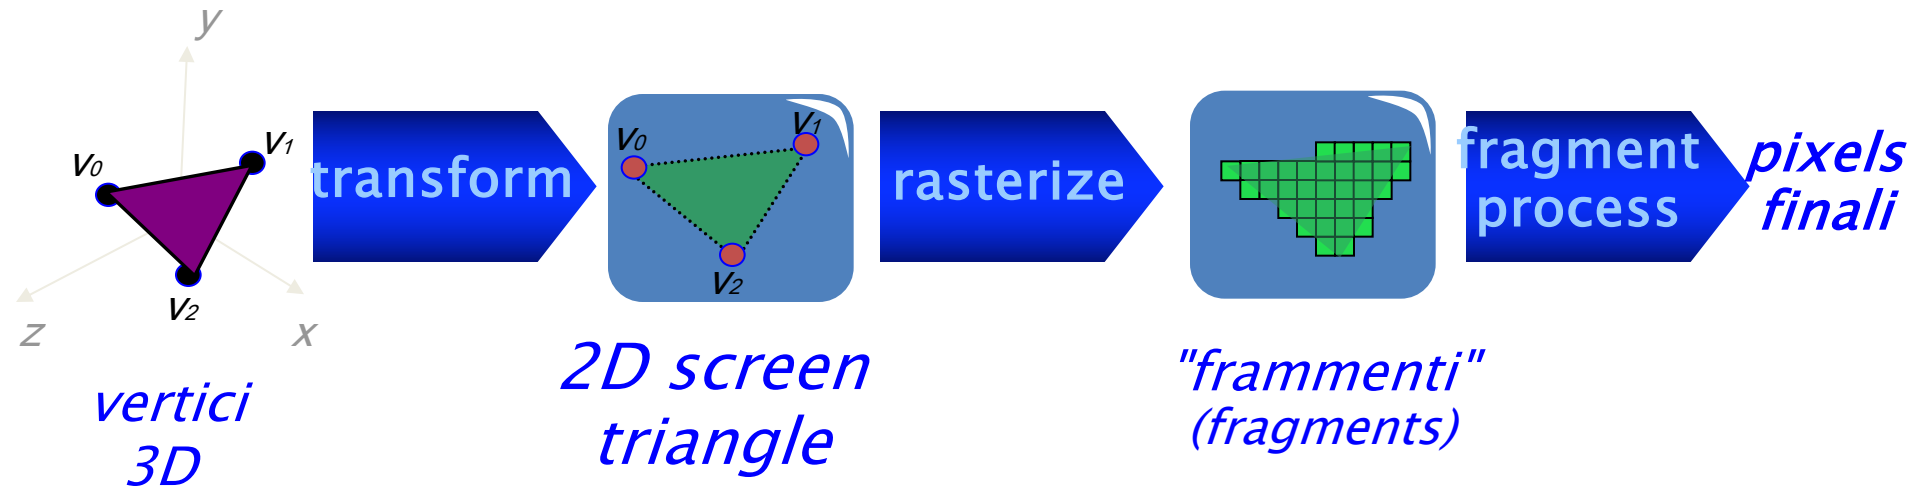 y
v0
v1
v2
z
x
vertici
3D
transform
v0
v1
v2
2D screen
triangle
rasterize
"frammenti"
(fragments)
fragment
process
pixels
finali